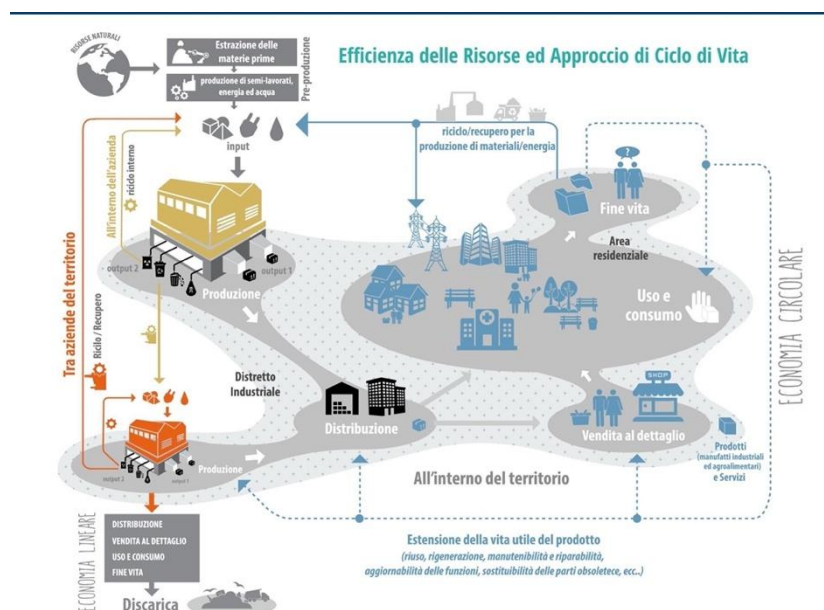 RISORSE NATURALI
Estrazione delle
materie prime
produzione di semi-lavorati,
energia ed acqua
Pre-produzione
Efficienza delle Risorse ed Approccio di Ciclo di Vita
input
riciclo/recupero per la
produzione di materiali/energia
All'interno dell'azienda
riciclo interno
Tra aziende del territorio
Riciclo / Recupero
output 2
output 1
Produzione
?
Fine vita
Area
residenziale
Uso e
consumo
ECONOMIA CIRCOLARE
Distretto
Industriale
Distribuzione
SHOP
Vendita al dettaglio
Prodotti
(manufatti industriali
ed agroalimentari)
e Servizi
output 2
output 1
Produzione
All'interno del territorio
ECONOMIA LINEARE
DISTRIBUZIONE
VENDITA AL DETTAGLIO
USO E CONSUMO
FINE VITA
Discarica
Estensione della vita utile del prodotto
(riuso, rigenerazione, manutenibilità e riparabilità,
aggiornabilità delle funzioni, sostituibilità delle parti obsolete, ecc..)